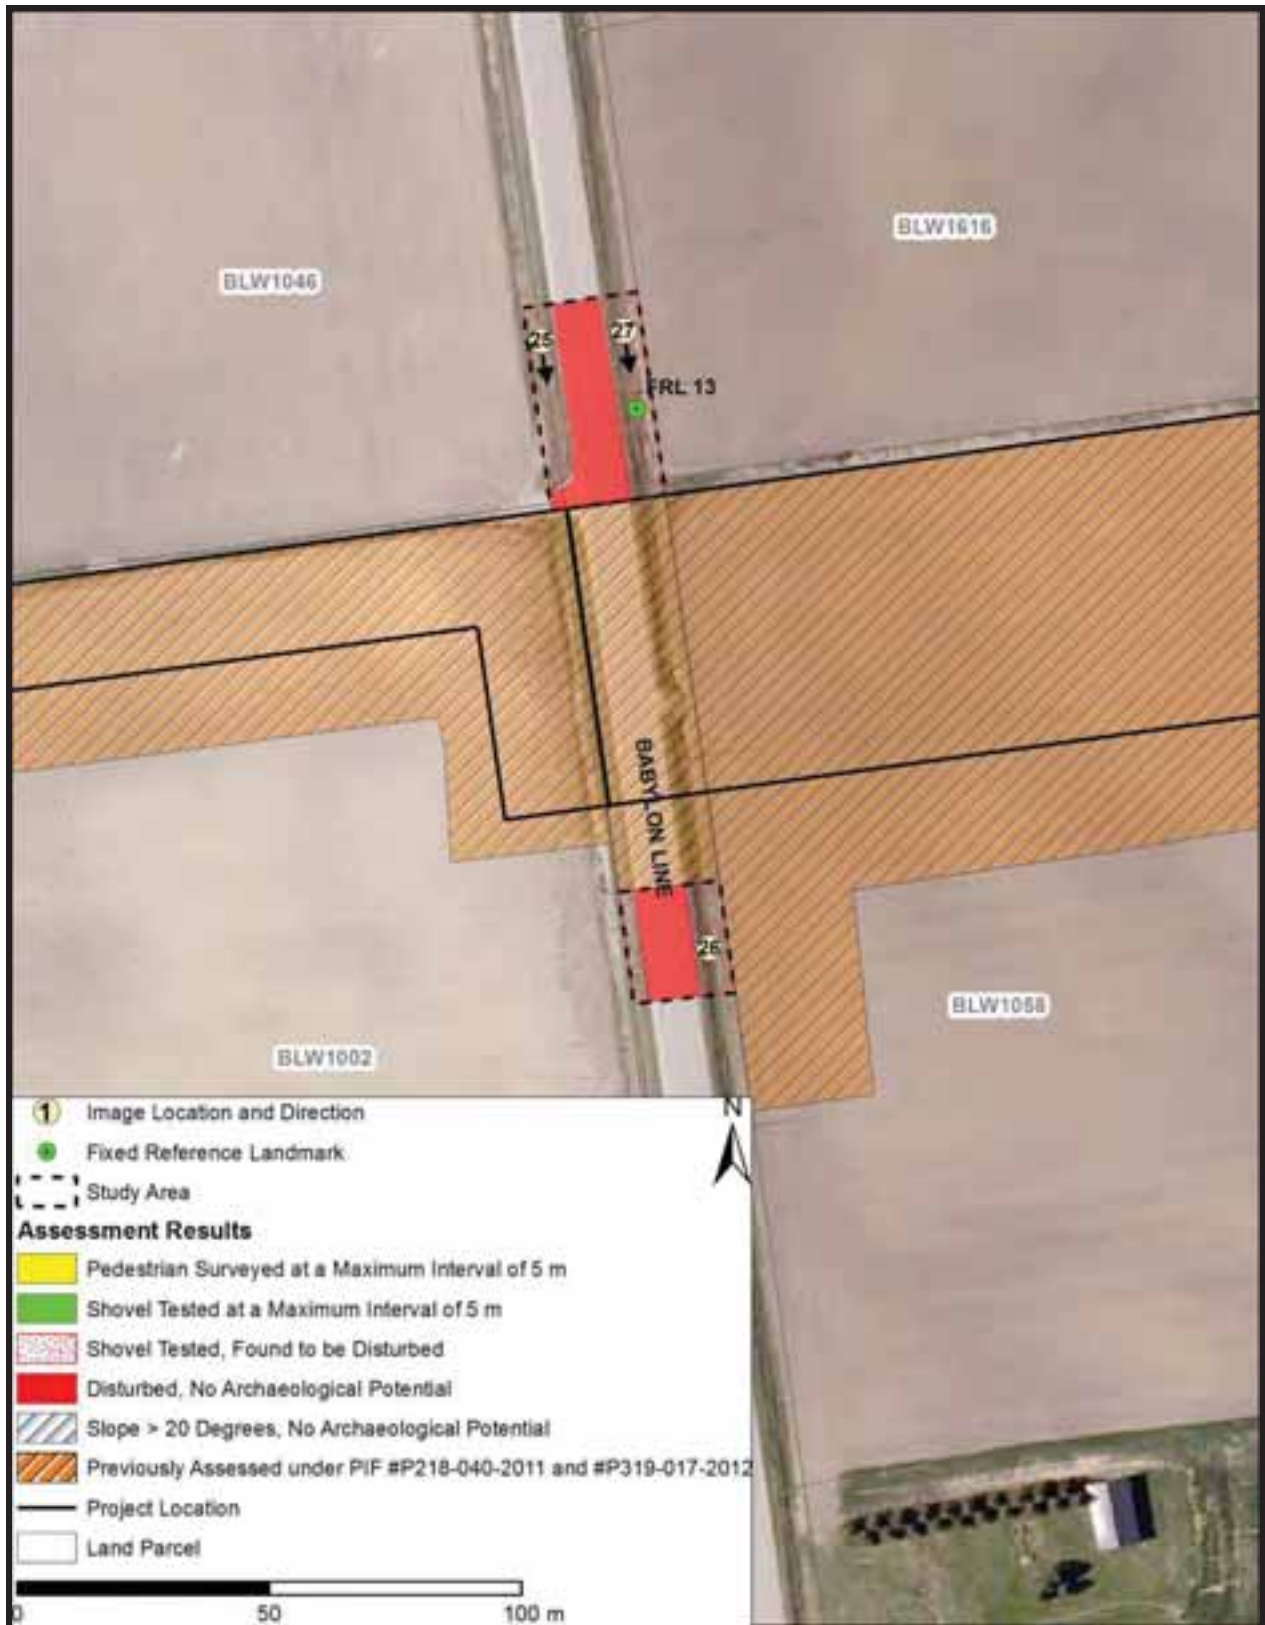 BLW1616
BLW1046
25
27
FRL 13
BABYLON LINE
26
BLW1058
BLW1002
N
1 Image Location and Direction
Fixed Reference Landmark
Study Area
Assessment Results
Pedestrian Surveyed at a Maximum Interval of 5 m
Shovel Tested at a Maximum Interval of 5 m
Shovel Tested, Found to be Disturbed
Disturbed, No Archaeological Potential
Slope > 20 Degrees, No Archaeological Potential
Previously Assessed under PIF #P218-040-2011 and #P319-017-2012
Project Location
Land Parcel
0 50 100 m